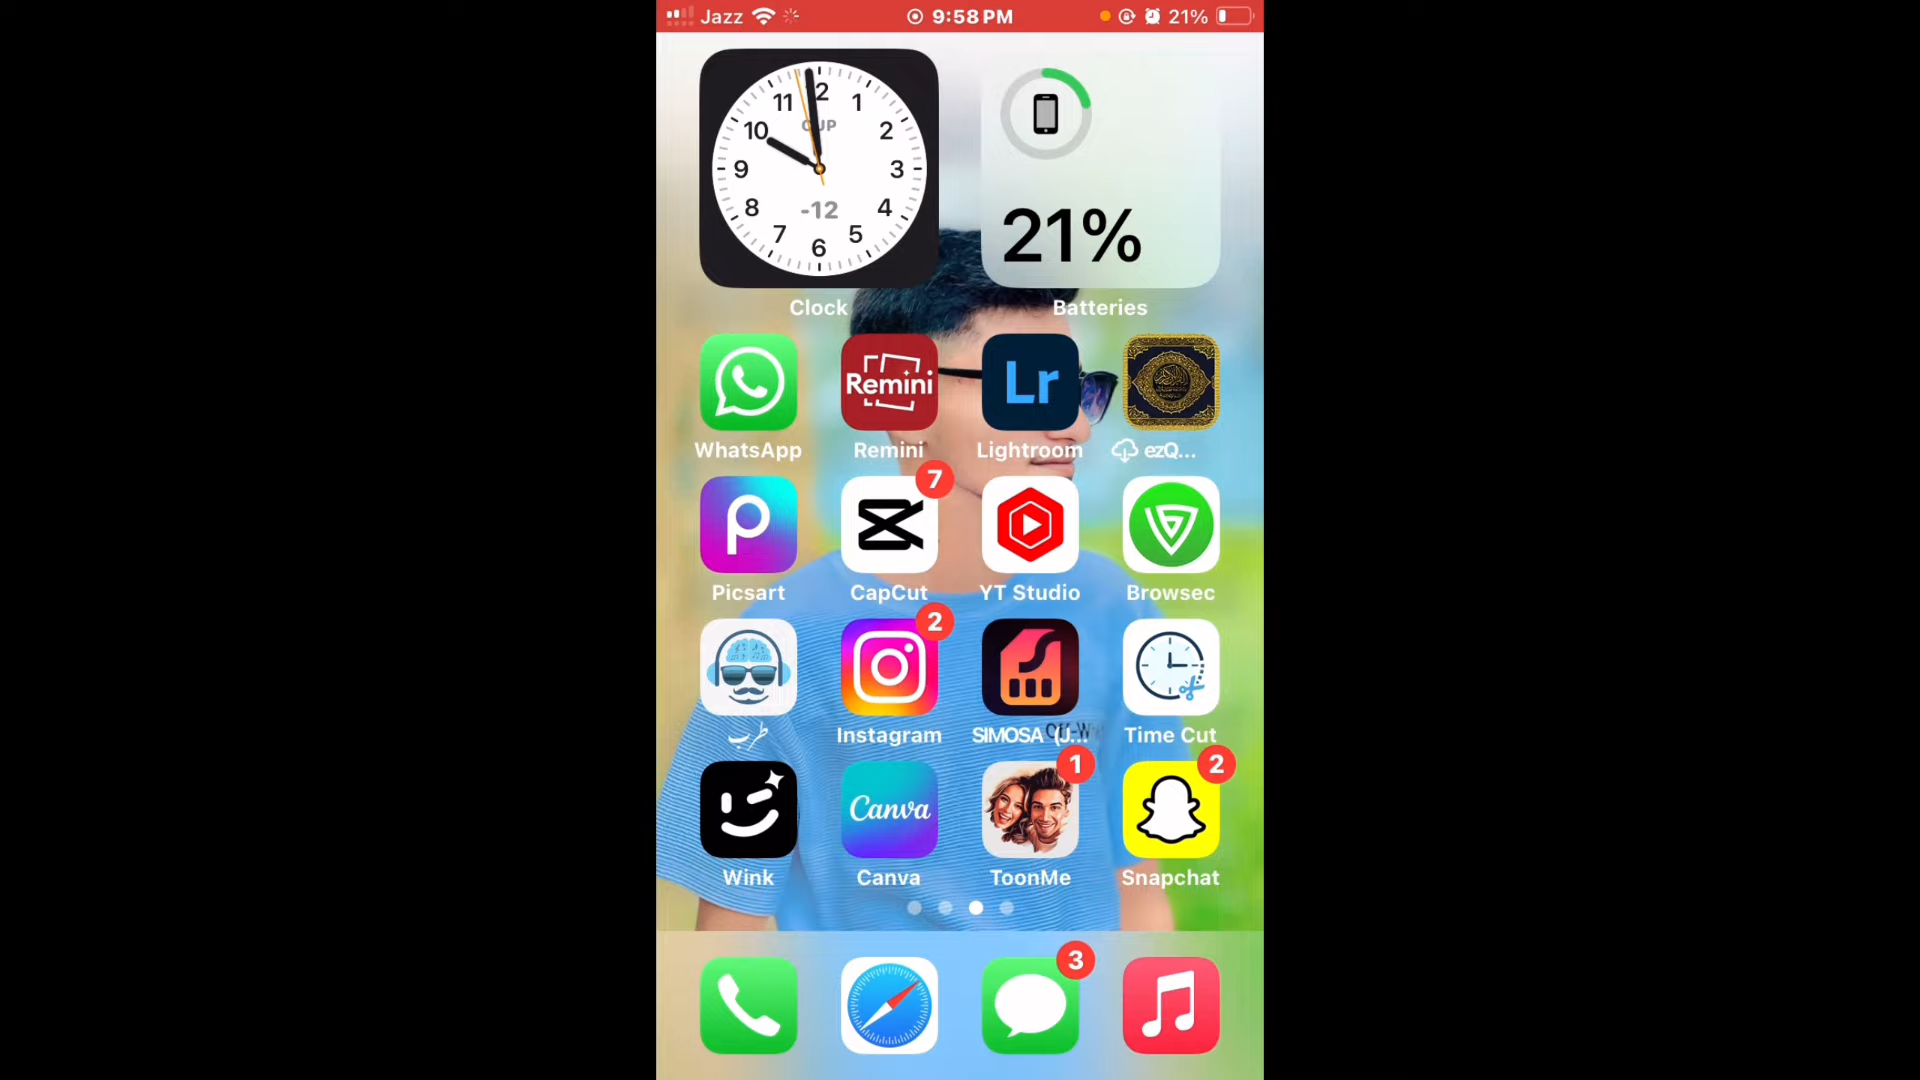 Jazz 9:58 PM 21%
12 1 2 3 4 5 6 7 8 9 10 11
CUP
-12
21%
Clock Batteries
Remini Lr
WhatsApp Remini Lightroom ezQ...
7
Picsart CapCut YT Studio Browsec
2
طرب Instagram SIMOSA (J... Time Cut
1 2
Canva
Wink Canva ToonMe Snapchat
3